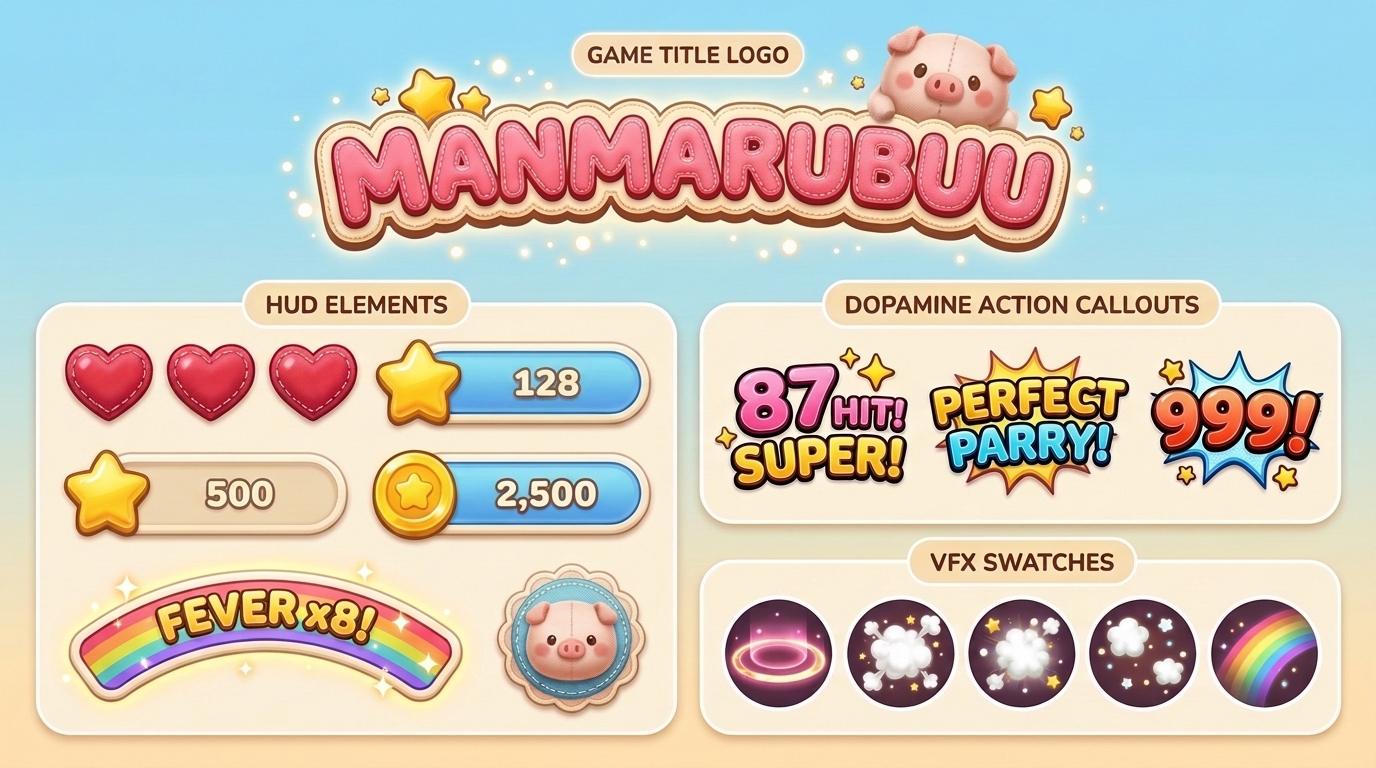 GAME TITLE LOGO
MANMARUBUU
HUD ELEMENTS
128
500
2,500
FEVER x8!
DOPAMINE ACTION CALLOUTS
87 HIT!
SUPER!
PERFECT
PARRY!
999!
VFX SWATCHES